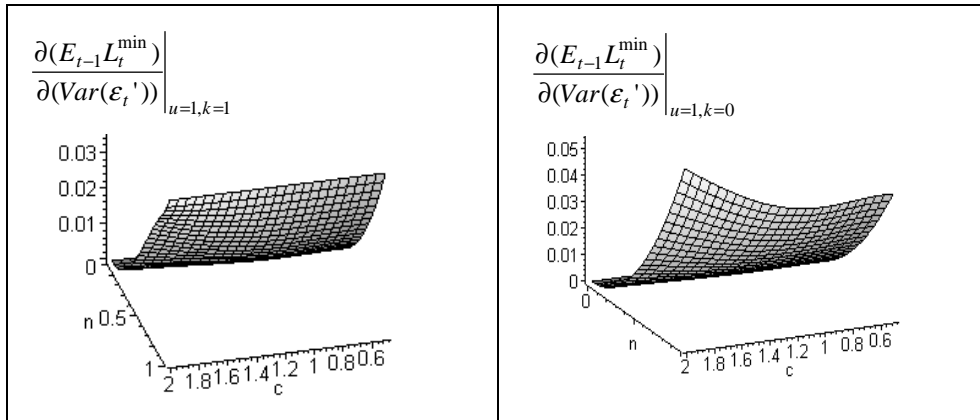 ∂(E_{t−1}L_t^{min})
∂(Var(ε_t'))
u=1,k=1
0.03
0.02
0.01
0
n 0.5
1
2 1.8 1.6 1.4 1.2 1 0.8 0.6
c
∂(E_{t−1}L_t^{min})
∂(Var(ε_t'))
u=1,k=0
0.05
0.04
0.03
0.02
0.01
0
0
n
2
2 1.8 1.6 1.4 1.2 1 0.8 0.6
c